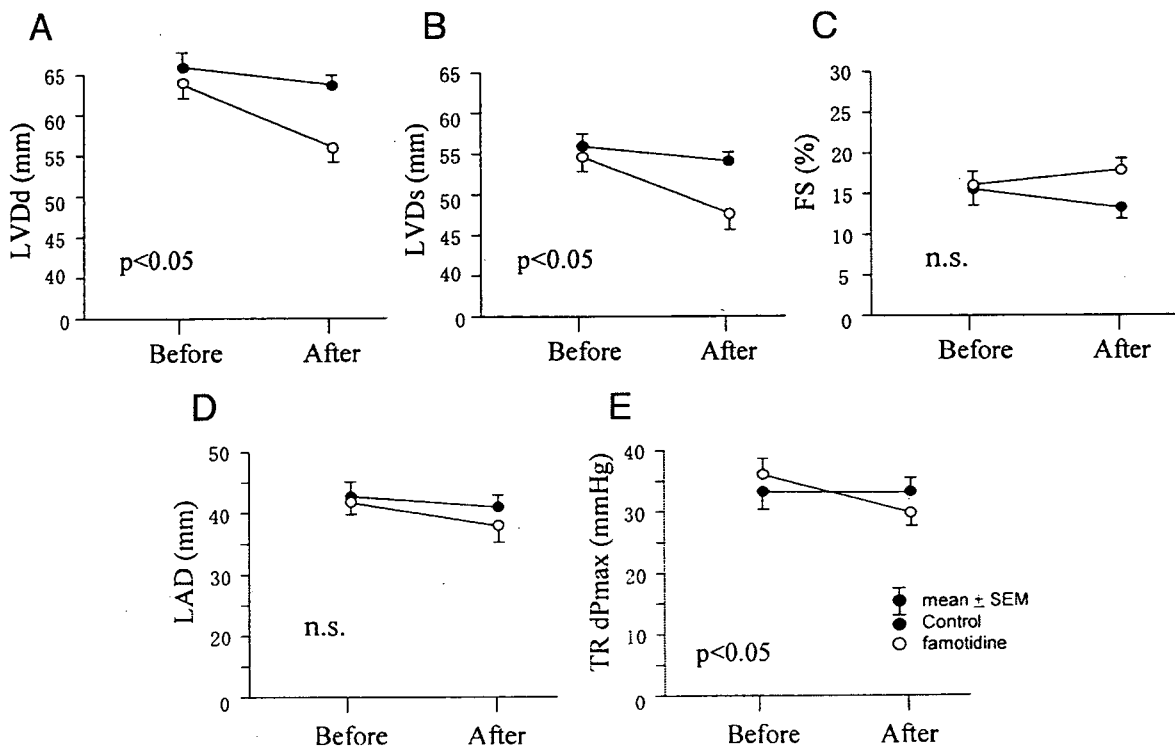 A
LVDd (mm)
65
60
55
50
45
40
0
p<0.05
Before After
B
LVDs (mm)
65
60
55
50
45
40
0
p<0.05
Before After
C
FS (%)
30
25
20
15
10
5
0
n.s.
Before After
D
LAD (mm)
50
40
30
20
0
n.s.
Before After
E
TR dPmax (mmHg)
40
30
20
10
0
p<0.05
mean ± SEM
Control
famotidine
Before After